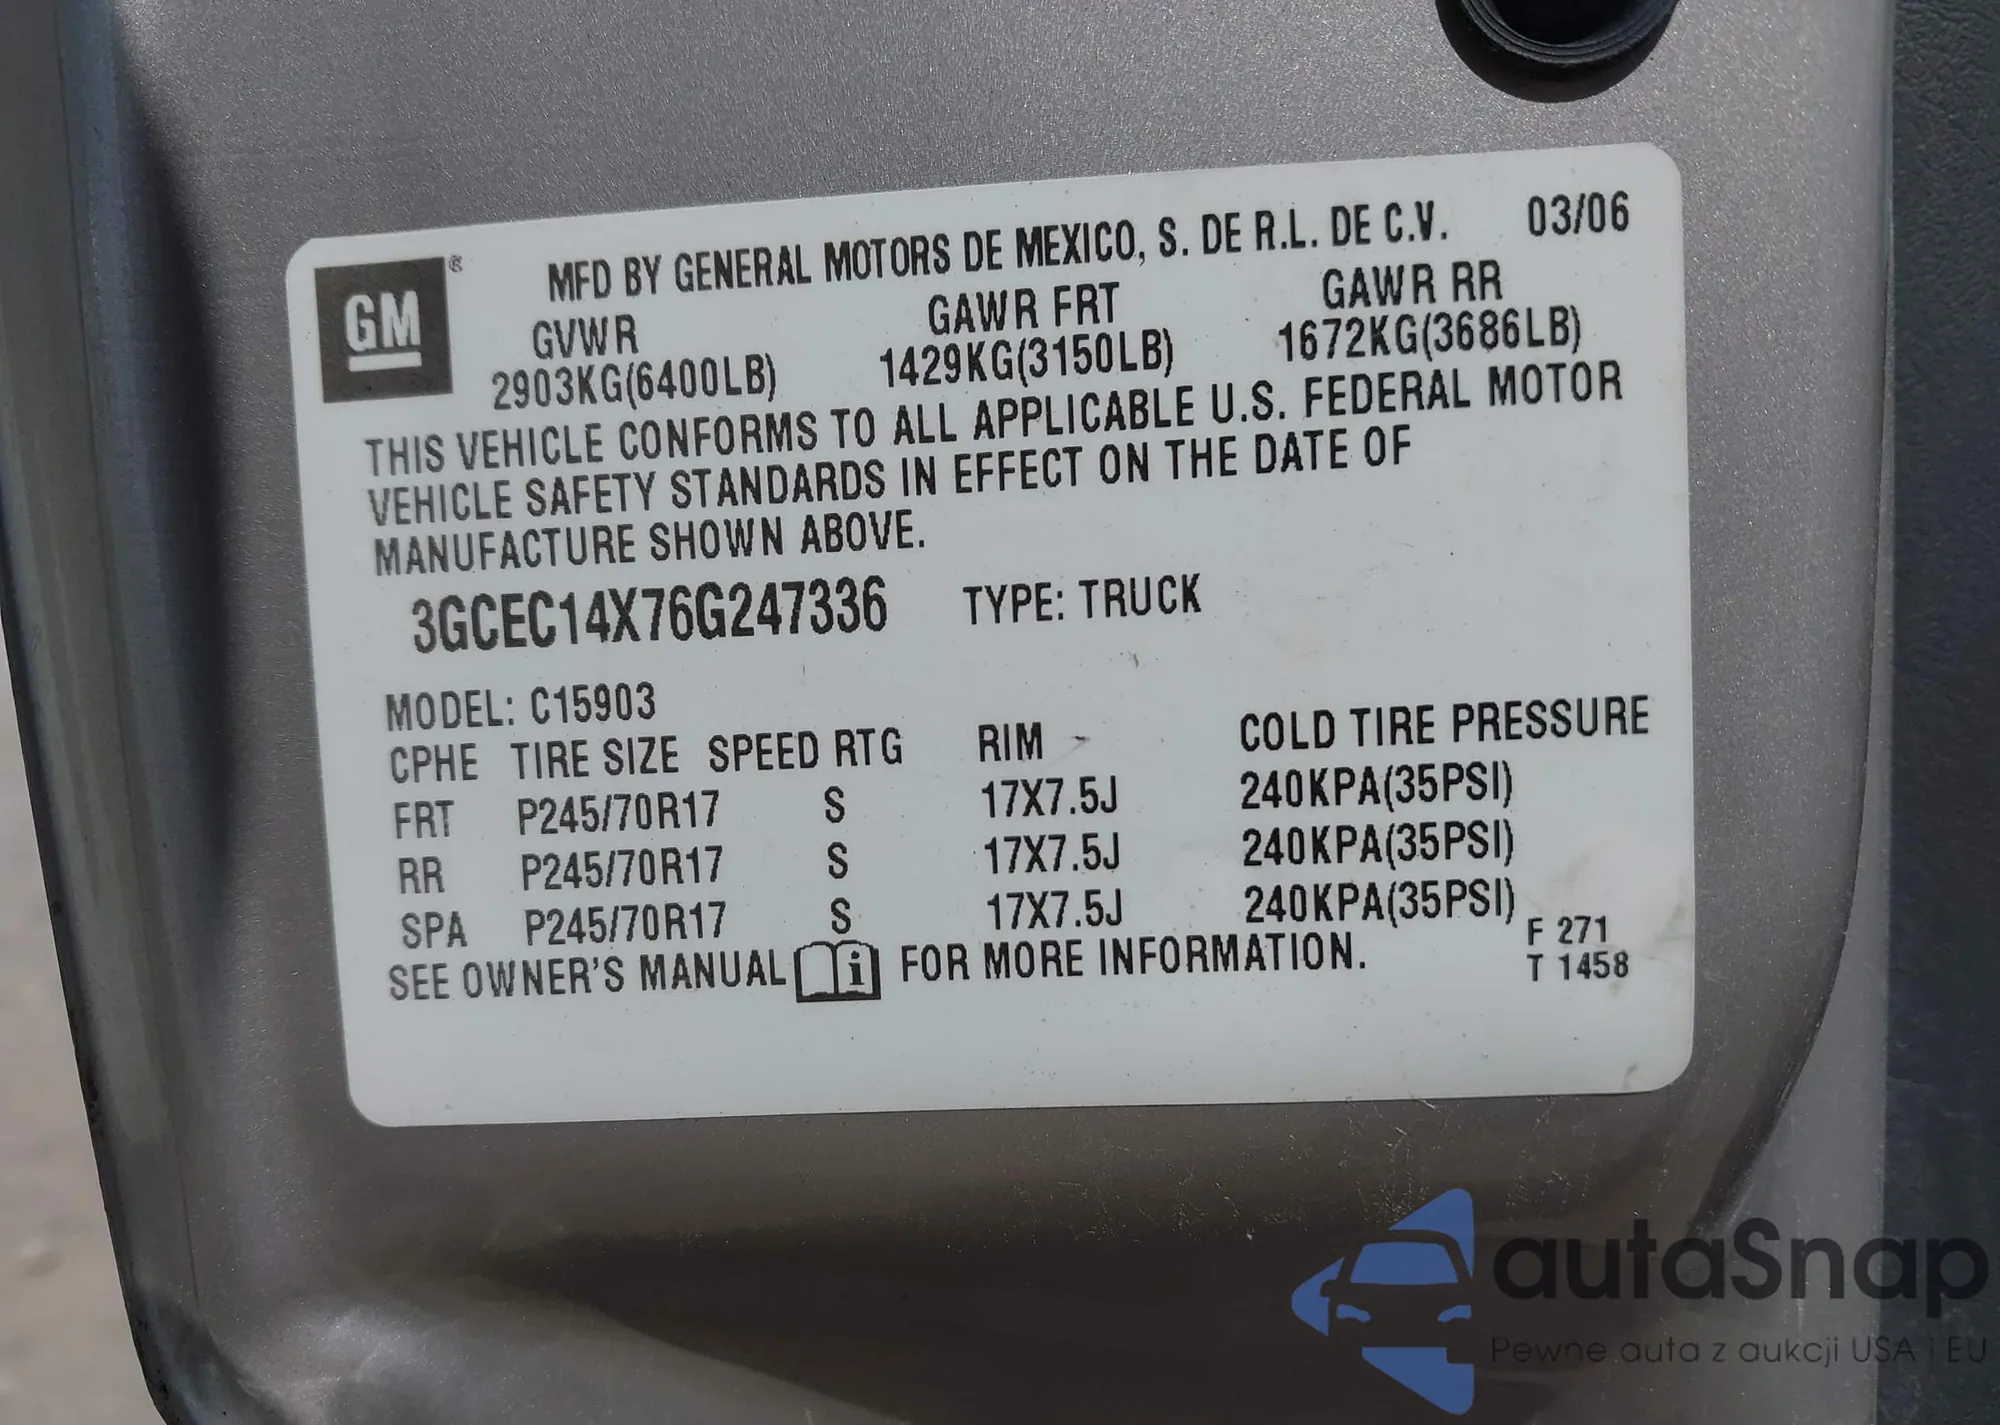 GM ®
MFD BY GENERAL MOTORS DE MEXICO, S. DE R.L. DE C.V. 03/06
GVWR GAWR FRT GAWR RR
2903KG(6400LB) 1429KG(3150LB) 1672KG(3686LB)
THIS VEHICLE CONFORMS TO ALL APPLICABLE U.S. FEDERAL MOTOR
VEHICLE SAFETY STANDARDS IN EFFECT ON THE DATE OF
MANUFACTURE SHOWN ABOVE.
3GCEC14X76G247336 TYPE: TRUCK
MODEL: C15903
CPHE TIRE SIZE SPEED RTG RIM COLD TIRE PRESSURE
FRT P245/70R17 S 17X7.5J 240KPA(35PSI)
RR P245/70R17 S 17X7.5J 240KPA(35PSI)
SPA P245/70R17 S 17X7.5J 240KPA(35PSI)
SEE OWNER'S MANUAL i FOR MORE INFORMATION.
F 271
T 1458
autaSnap
Pewne auta z aukcji USA i EU